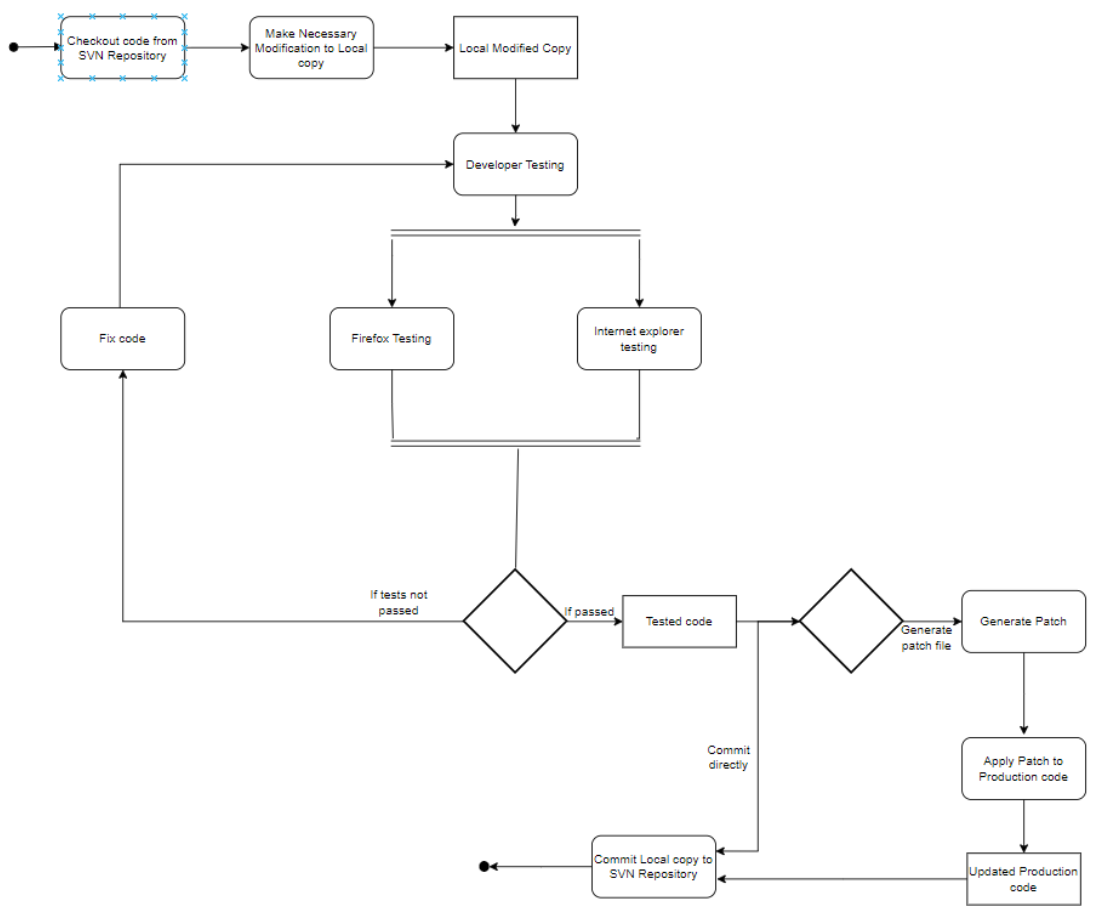 Checkout code from
SVN Repository
Make Necessary
Modification to Local
copy
Local Modified Copy
Developer Testing
Fix code
Firefox Testing
Internet explorer
testing
If tests not
passed
If passed
Tested code
Generate
patch file
Generate Patch
Commit
directly
Apply Patch to
Production code
Commit Local copy to
SVN Repository
Updated Production
code